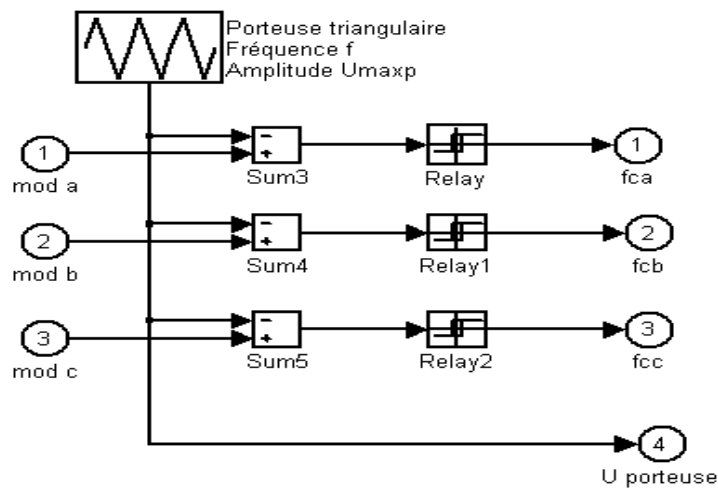 Porteuse triangulaire
Fréquence f
Amplitude Umaxp
1
mod a
-
+
Sum3
Relay
1
fca
2
mod b
-
+
Sum4
Relay1
2
fcb
3
mod c
-
+
Sum5
Relay2
3
fcc
4
U porteuse